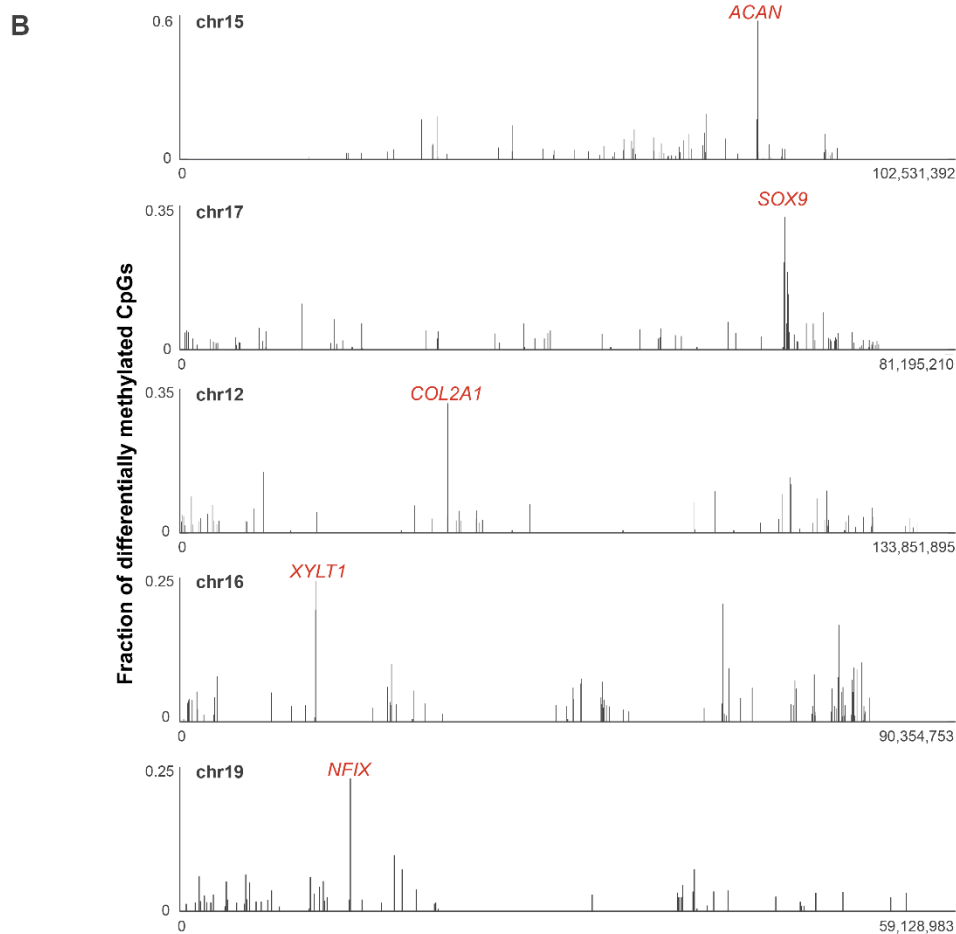 B
Fraction of differentially methylated CpGs
0.6
chr15
ACAN
0
0
102,531,392
0.35
chr17
SOX9
0
0
81,195,210
0.35
chr12
COL2A1
0
0
133,851,895
0.25
chr16
XYLT1
0
0
90,354,753
0.25
chr19
NFIX
0
0
59,128,983